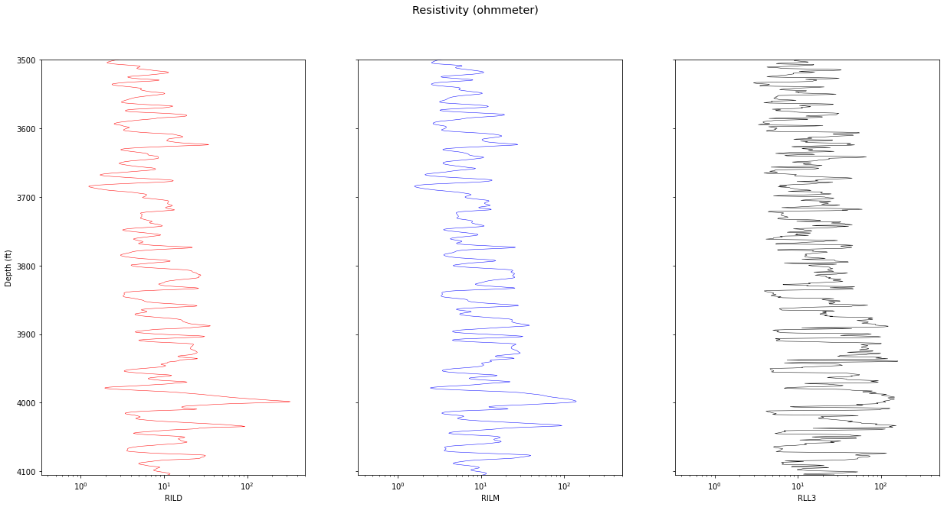 Resistivity (ohmmeter)
Depth (ft)
3500
3600
3700
3800
3900
4000
4100
10⁰ 10¹ 10² 10⁰ 10¹ 10² 10⁰ 10¹ 10²
RILD RILM RLL3